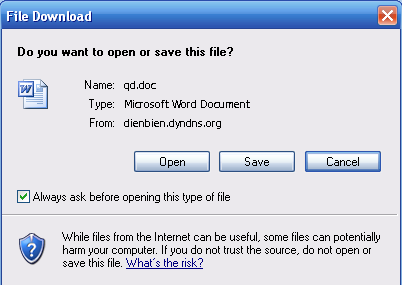 File Download
Do you want to open or save this file?
Name: qd.doc
Type: Microsoft Word Document
From: dienbien.dyndns.org
Open Save Cancel
Always ask before opening this type of file
While files from the Internet can be useful, some files can potentially
harm your computer. If you do not trust the source, do not open or
save this file. What's the risk?